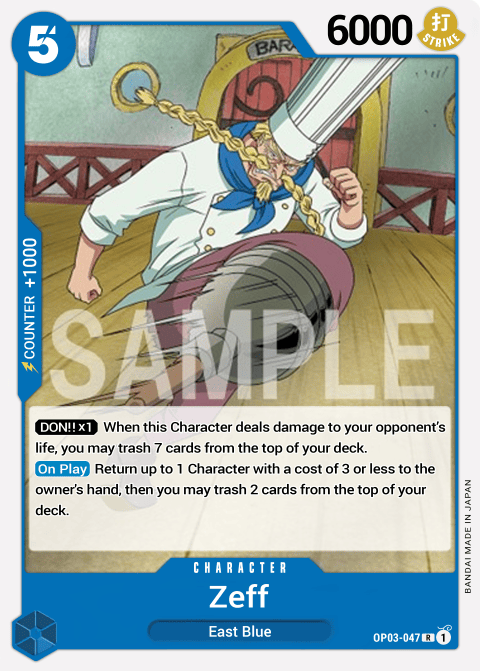 5
6000
打
STRIKE
BARA
COUNTER +1000
SAMPLE
DON!!×1 When this Character deals damage to your opponent's
life, you may trash 7 cards from the top of your deck.
On Play Return up to 1 Character with a cost of 3 or less to the
owner's hand, then you may trash 2 cards from the top of your
deck.
BANDAI MADE IN JAPAN
CHARACTER
Zeff
East Blue
OP03-047 R 1